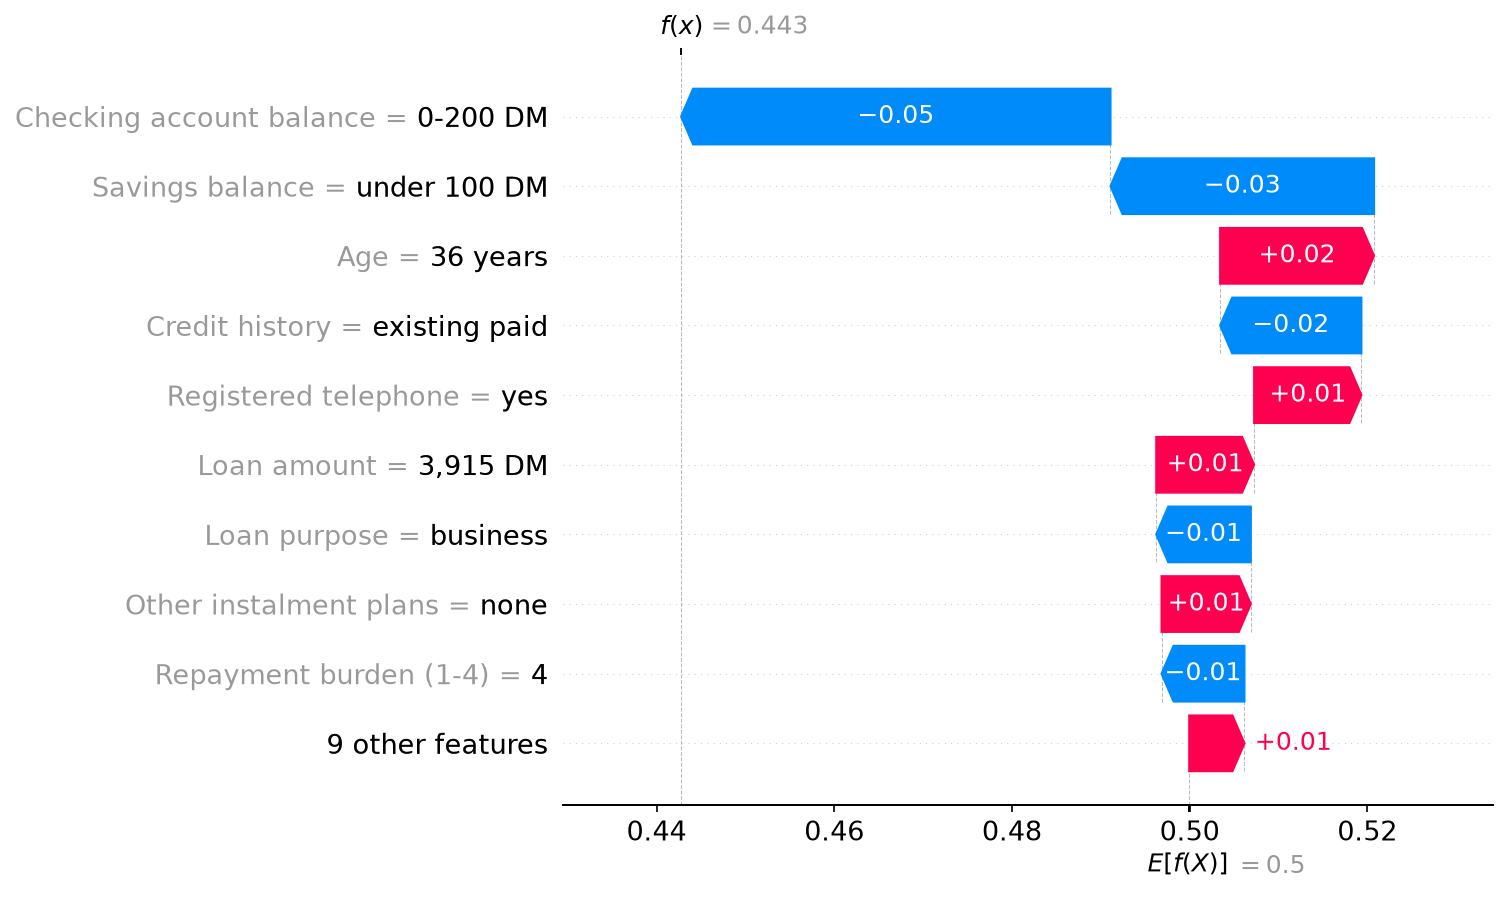 f(x) = 0.443
Checking account balance = 0-200 DM
−0.05
Savings balance = under 100 DM
−0.03
Age = 36 years
+0.02
Credit history = existing paid
−0.02
Registered telephone = yes
+0.01
Loan amount = 3,915 DM
+0.01
Loan purpose = business
−0.01
Other instalment plans = none
+0.01
Repayment burden (1-4) = 4
−0.01
9 other features
+0.01
0.44 0.46 0.48 0.50 0.52
E[f(X)] = 0.5